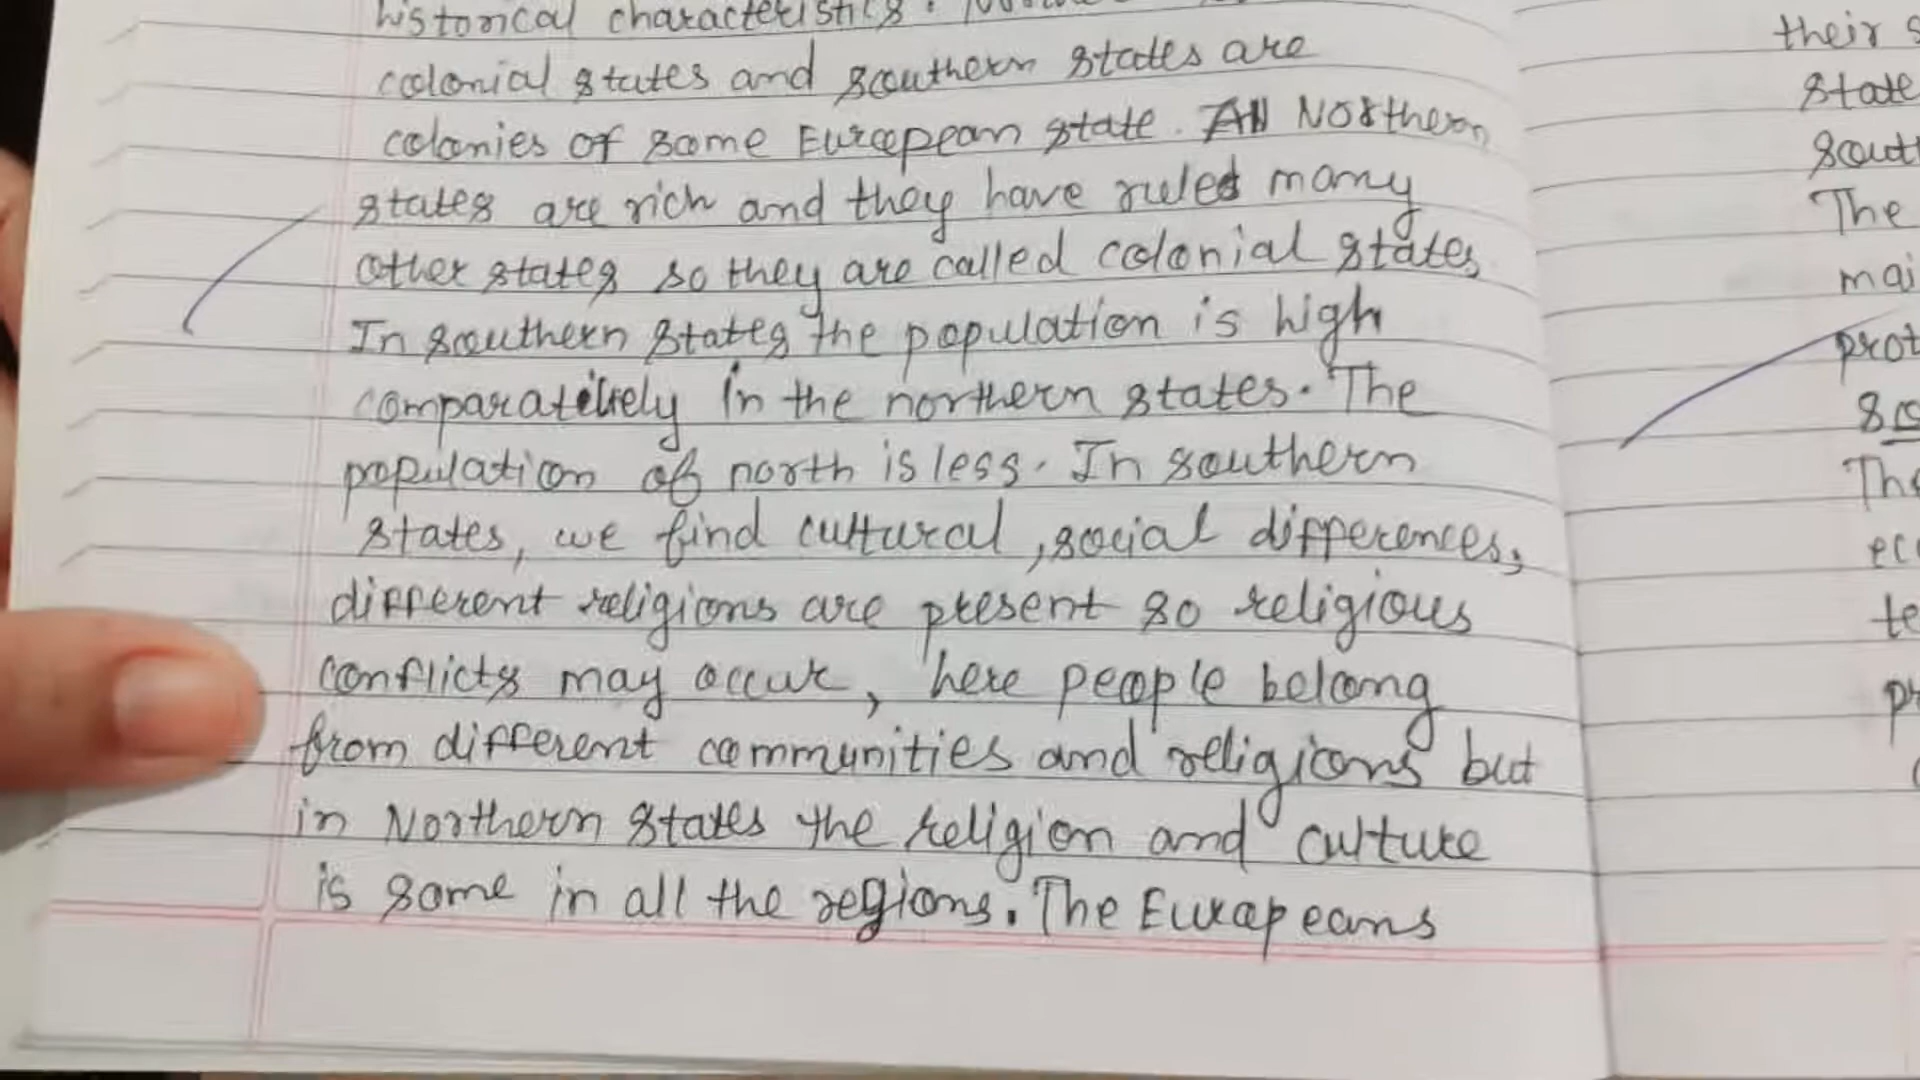 historical characteristics.
colonial states and southern states are
colonies of some European state. All Northern
states are rich and they have ruled many
other states so they are called colonial states,
In southern states the population is high
comparatively in the northern states. The
population of north is less. In southern
states, we find cultural, social differences,
different religions are present so religious
conflicts may occur, here people belong
from different communities and religions but
in Northern states the religion and culture
is same in all the regions. The Europeans
their
state
The